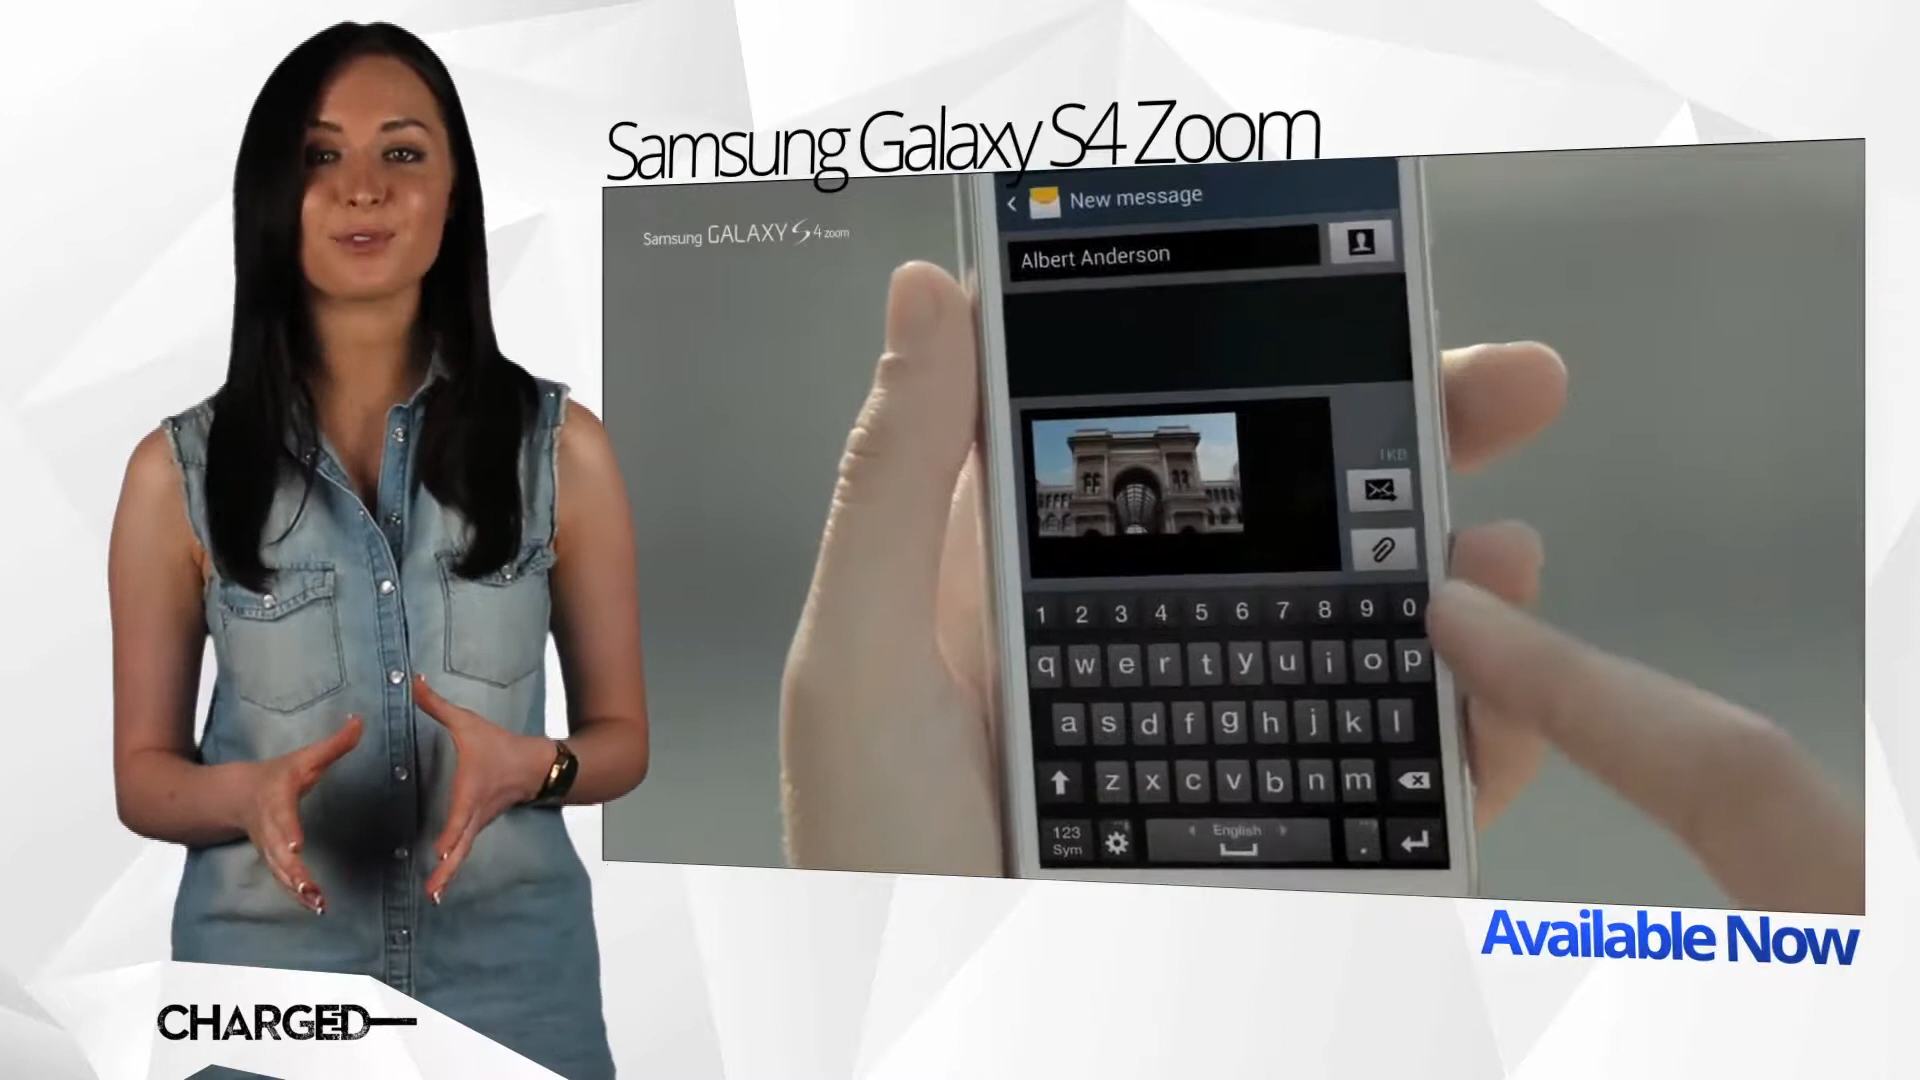 Samsung Galaxy S4 Zoom
Samsung GALAXY S4 zoom
New message
Albert Anderson
1KB
1 2 3 4 5 6 7 8 9 0
q w e r t y u i o p
a s d f g h j k l
z x c v b n m
123
Sym
English
.
Available Now
CHARGED